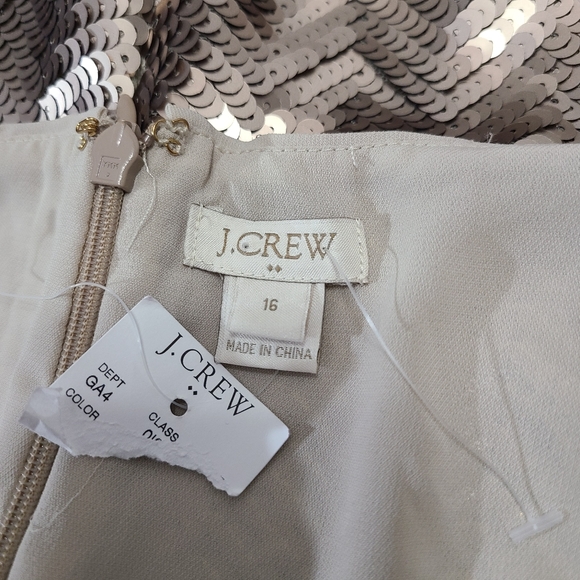 J.CREW
16
MADE IN CHINA
J.CREW
DEPT
GA4
COLOR
CLASS